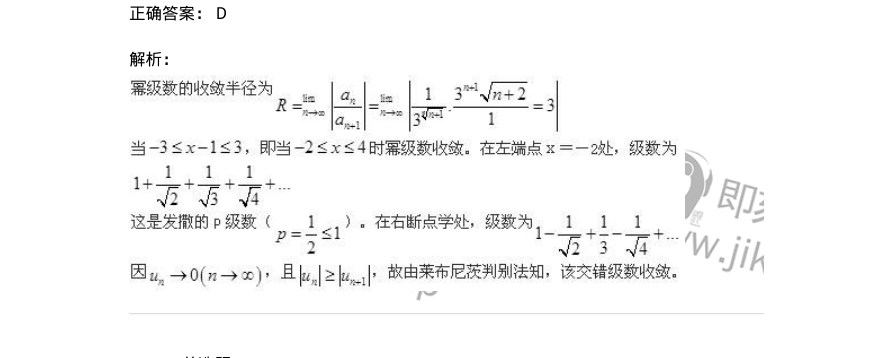 正确答案： D
解析：
幂级数的收敛半径为 R = lim n→∞ |a_n / a_{n+1}| = lim n→∞ |1 / 3^n√n+1 · 3^{n+1}√n+2 / 1 = 3|
当 −3 ≤ x−1 ≤ 3，即当 −2 ≤ x ≤ 4 时幂级数收敛。在左端点 x ＝－ 2处，级数为
1 + 1/√2 + 1/√3 + 1/√4 + ...
这是发撒的 p 级数（ p = 1/2 ≤ 1 ）。在右断点学处，级数为 1 − 1/√2 + 1/3 − 1/√4 + ...
因 u_n → 0 (n → ∞)，且 |u_n| ≥ |u_{n+1}|，故由莱布尼茨判别法知，该交错级数收敛。
即
w.jik